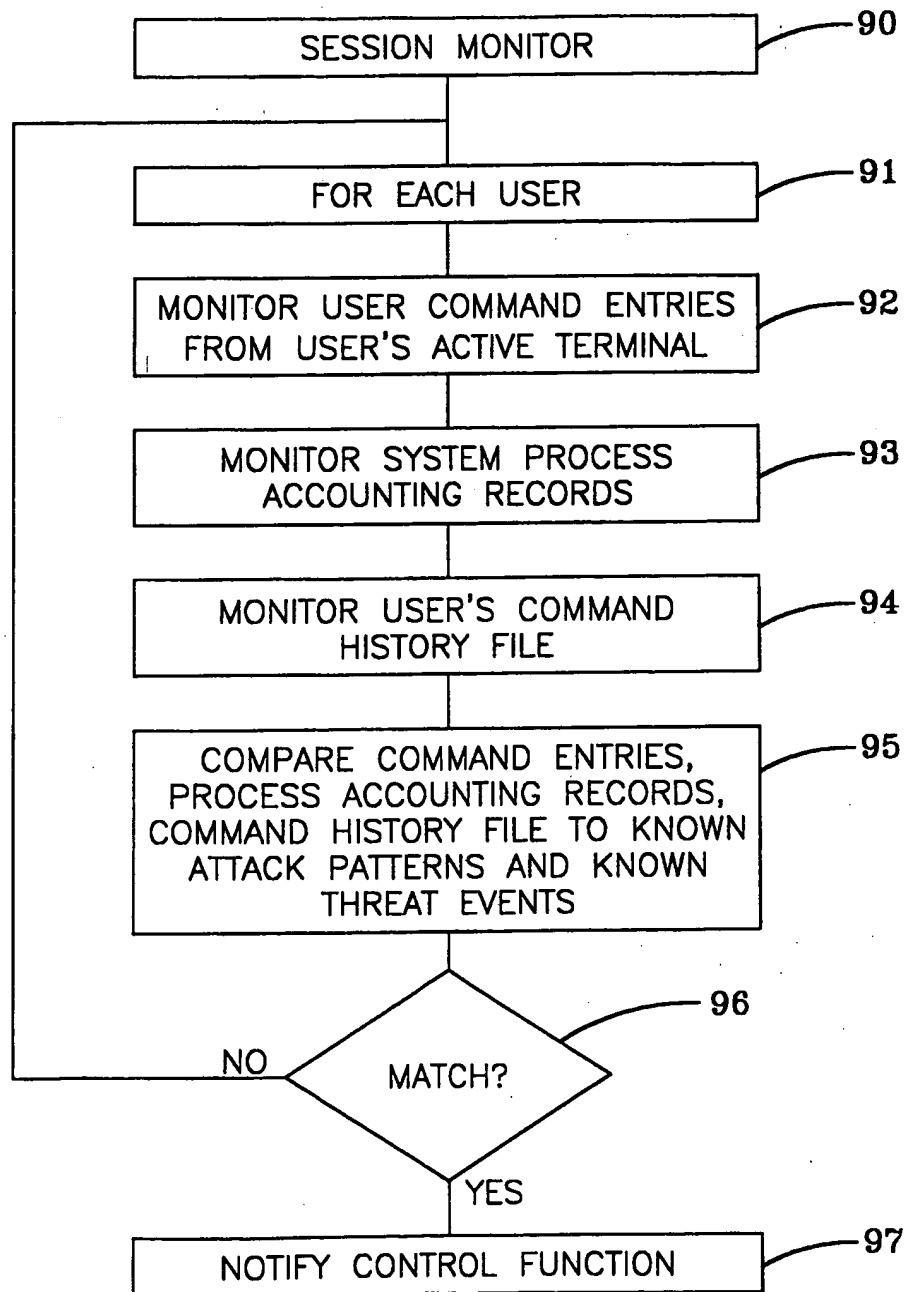 SESSION MONITOR
90
FOR EACH USER
91
MONITOR USER COMMAND ENTRIES
FROM USER'S ACTIVE TERMINAL
92
MONITOR SYSTEM PROCESS
ACCOUNTING RECORDS
93
MONITOR USER'S COMMAND
HISTORY FILE
94
COMPARE COMMAND ENTRIES,
PROCESS ACCOUNTING RECORDS,
COMMAND HISTORY FILE TO KNOWN
ATTACK PATTERNS AND KNOWN
THREAT EVENTS
95
MATCH?
96
NO
YES
NOTIFY CONTROL FUNCTION
97